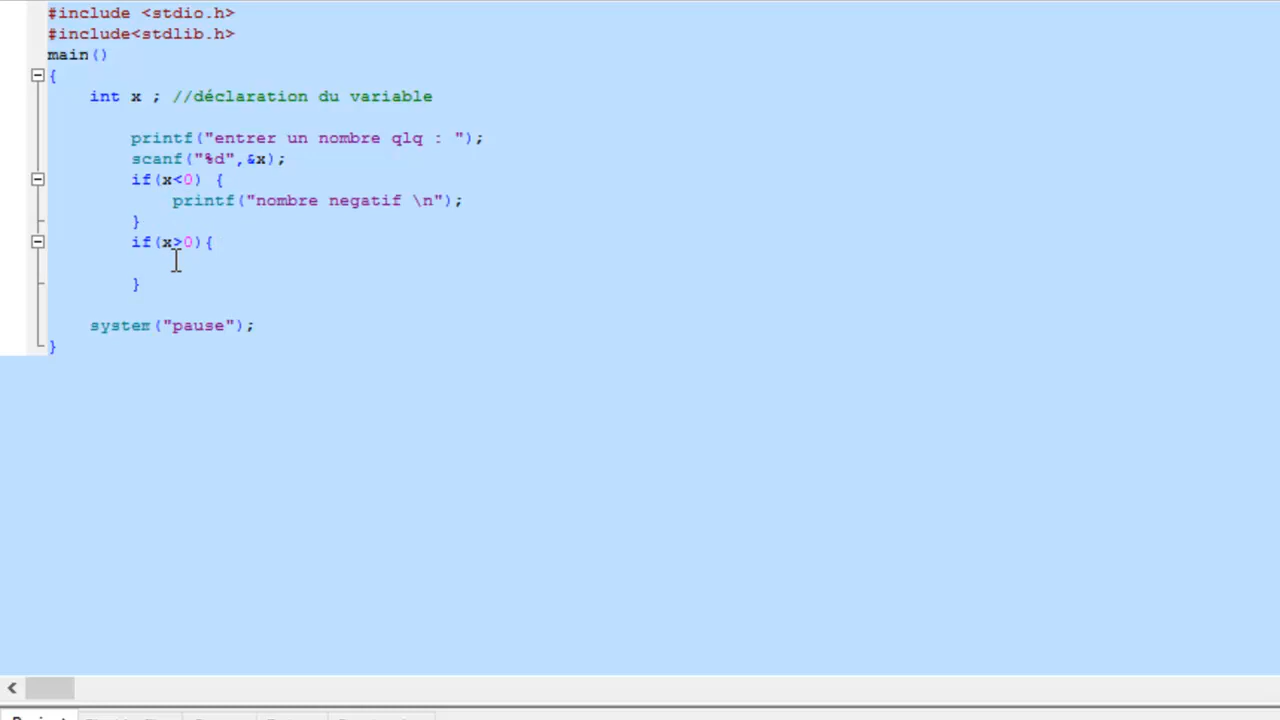 #include <stdio.h>
#include<stdlib.h>
main()
{
int x ; //déclaration du variable
printf("entrer un nombre qlq : ");
scanf("%d",&x);
if(x<0) {
printf("nombre negatif \n");
}
if(x>0){
}
system("pause");
}